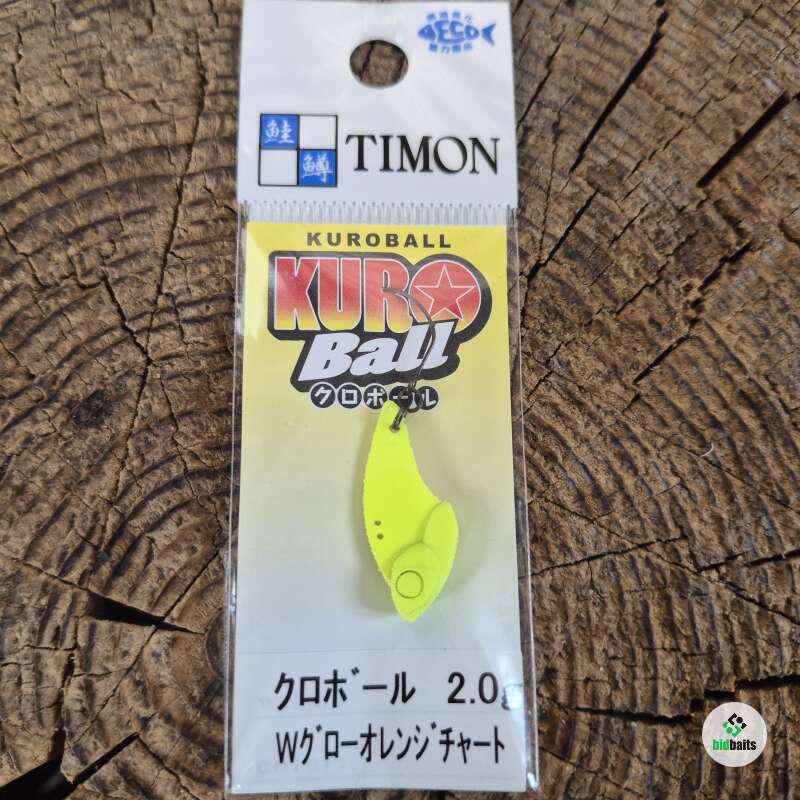 ECO
鮭
鱒
TIMON
KUROBALL
KURO
Ball
クロボール
クロボール 2.0g
Wグローオレンジチャート
bidbaits